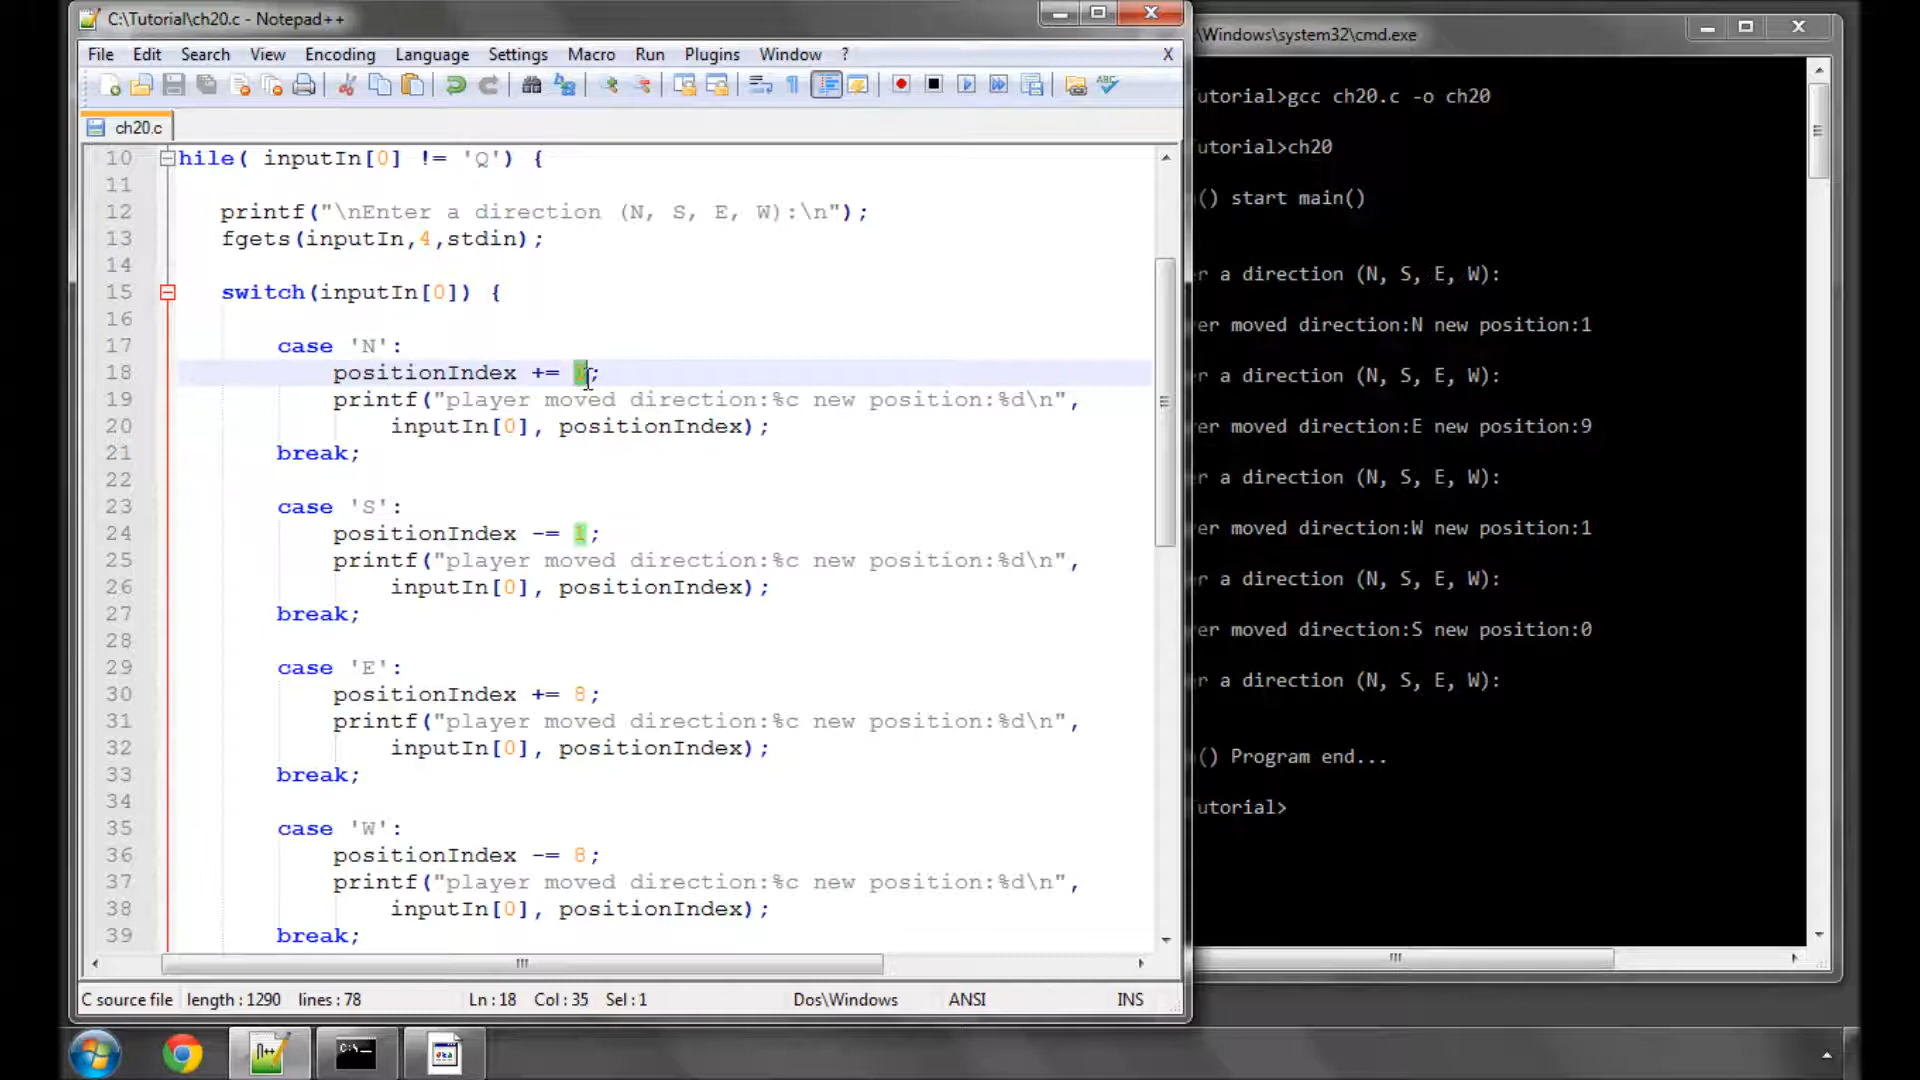 C:\Tutorial\ch20.c - Notepad++
File Edit Search View Encoding Language Settings Macro Run Plugins Window ? X
ch20.c
10 hile( inputIn[0] != 'Q') {
11
12 printf("\nEnter a direction (N, S, E, W):\n");
13 fgets(inputIn,4,stdin);
14
15 switch(inputIn[0]) {
16
17 case 'N':
18 positionIndex += 1;
19 printf("player moved direction:%c new position:%d\n",
20 inputIn[0], positionIndex);
21 break;
22
23 case 'S':
24 positionIndex -= 1;
25 printf("player moved direction:%c new position:%d\n",
26 inputIn[0], positionIndex);
27 break;
28
29 case 'E':
30 positionIndex += 8;
31 printf("player moved direction:%c new position:%d\n",
32 inputIn[0], positionIndex);
33 break;
34
35 case 'W':
36 positionIndex -= 8;
37 printf("player moved direction:%c new position:%d\n",
38 inputIn[0], positionIndex);
39 break;
C source file length : 1290 lines : 78 Ln : 18 Col : 35 Sel : 1 Dos\Windows ANSI INS
\Windows\system32\cmd.exe
utorial>gcc ch20.c -o ch20
utorial>ch20
() start main()
r a direction (N, S, E, W):
er moved direction:N new position:1
r a direction (N, S, E, W):
er moved direction:E new position:9
r a direction (N, S, E, W):
er moved direction:W new position:1
r a direction (N, S, E, W):
er moved direction:S new position:0
r a direction (N, S, E, W):
() Program end...
utorial>